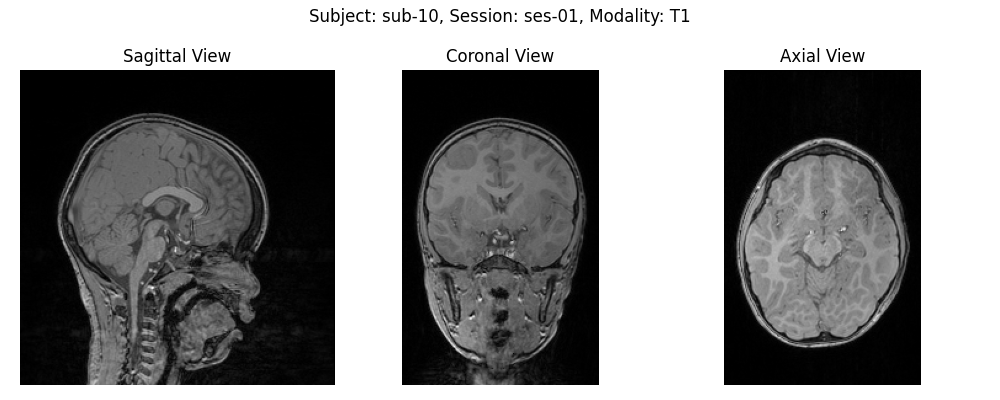 Subject: sub-10, Session: ses-01, Modality: T1
Sagittal View
Coronal View
Axial View